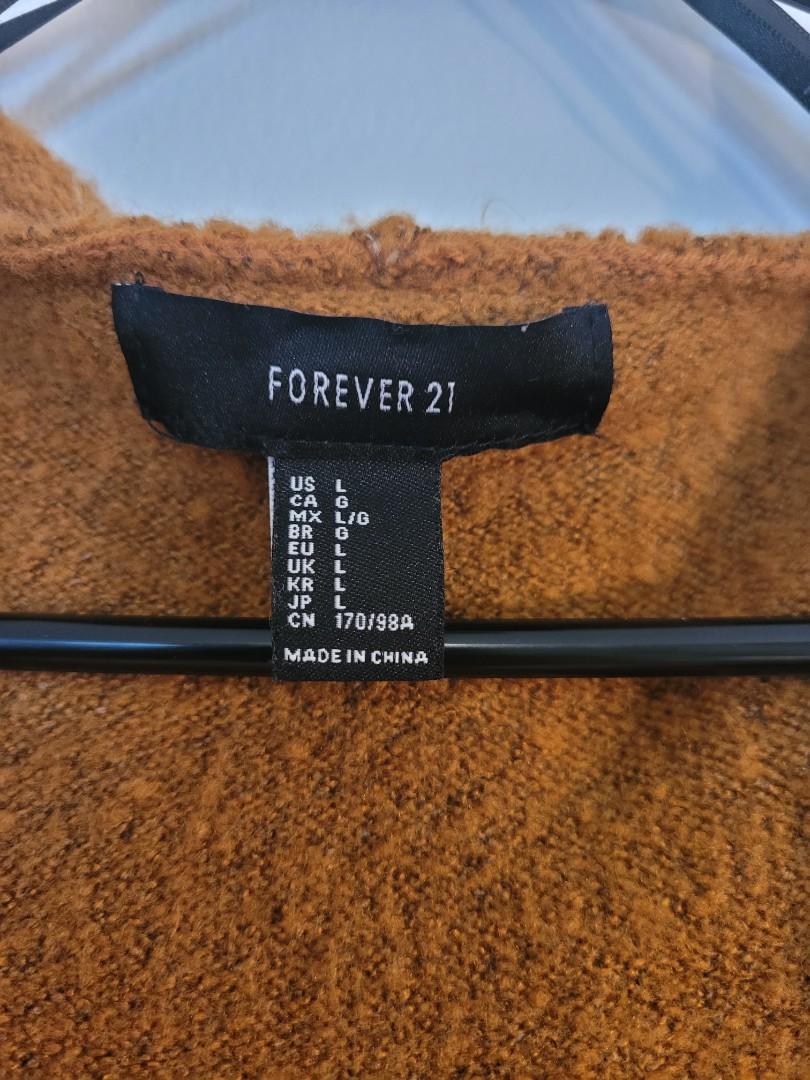 FOREVER 21
US L
CA G
MX L/G
BR G
EU L
UK L
KR L
JP L
CN 170/98A
MADE IN CHINA